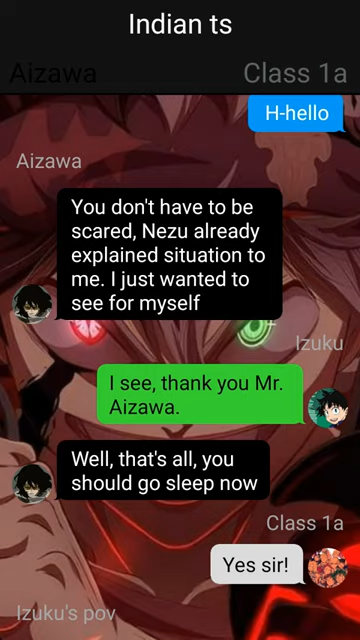 Indian ts
Aizawa
Class 1a
H-hello
Aizawa
You don't have to be
scared, Nezu already
explained situation to
me. I just wanted to
see for myself
Izuku
I see, thank you Mr.
Aizawa.
Well, that's all, you
should go sleep now
Class 1a
Yes sir!
Izuku's pov